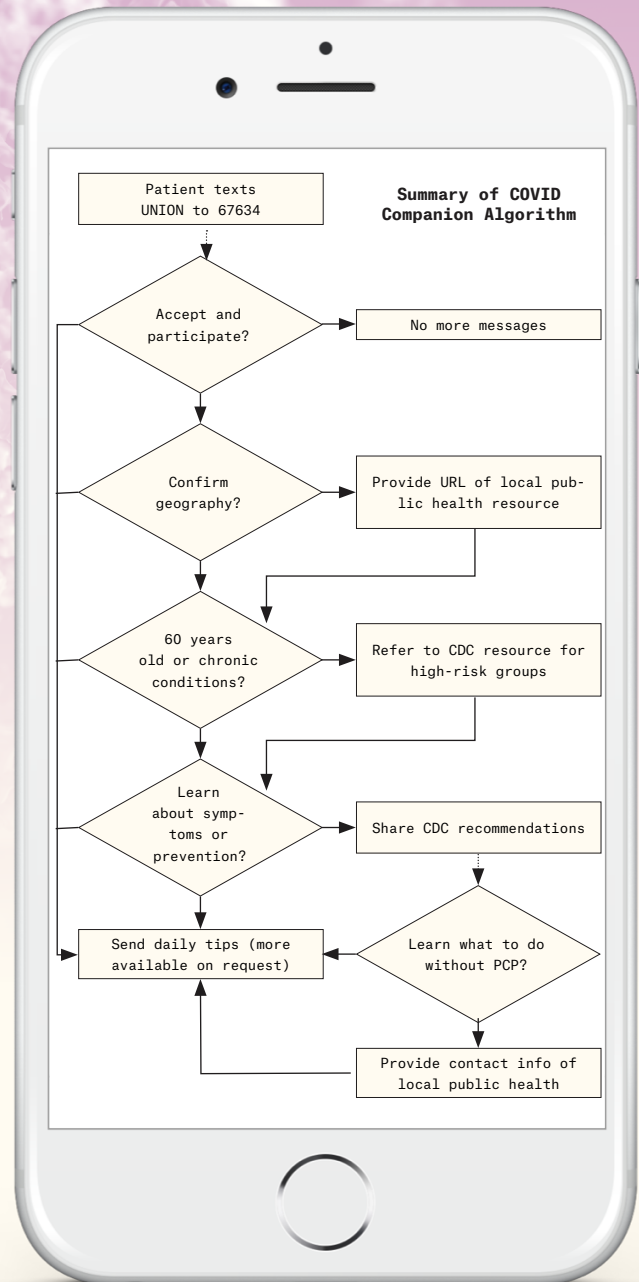 Patient texts
UNION to 67634
Summary of COVID
Companion Algorithm
Accept and
participate?
No more messages
Confirm
geography?
Provide URL of local pub-
lic health resource
60 years
old or chronic
conditions?
Refer to CDC resource for
high-risk groups
Learn
about symp-
toms or
prevention?
Share CDC recommendations
Send daily tips (more
available on request)
Learn what to do
without PCP?
Provide contact info of
local public health